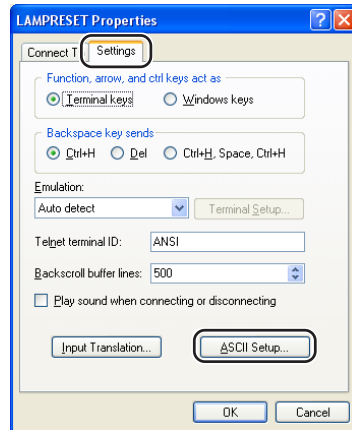 LAMPRESET Properties
Connect T Settings
Function, arrow, and ctrl keys act as
Terminal keys Windows keys
Backspace key sends
Ctrl+H Del Ctrl+H, Space, Ctrl+H
Emulation:
Auto detect Terminal Setup...
Telnet terminal ID: ANSI
Backscroll buffer lines: 500
Play sound when connecting or disconnecting
Input Translation... ASCII Setup...
OK Cancel